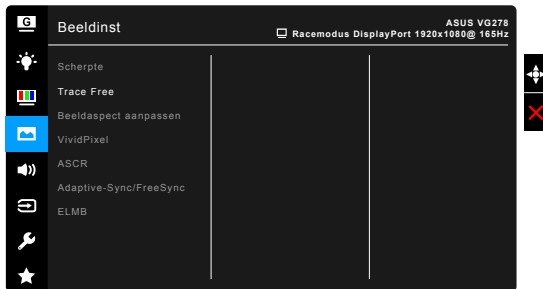 G
Beeldinst
ASUS VG278
Racemodus DisplayPort 1920x1080@ 165Hz
Scherpte
Trace Free
Beeldaspect aanpassen
VividPixel
ASCR
Adaptive-Sync/FreeSync
ELMB